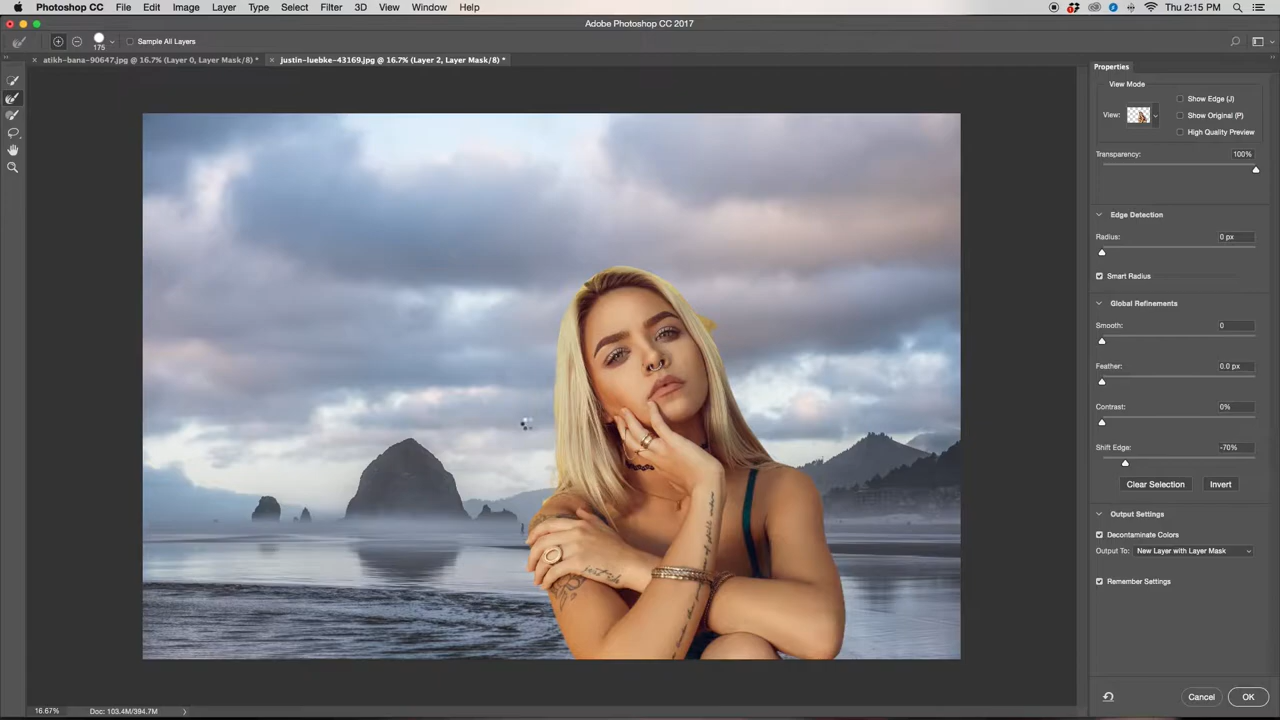 Photoshop CC File Edit Image Layer Type Select Filter 3D View Window Help
Thu 2:15 PM
Adobe Photoshop CC 2017
175
Sample All Layers
× atikh-bana-90647.jpg @ 16.7% (Layer 0, Layer Mask/8) *
× justin-luebke-43169.jpg @ 16.7% (Layer 2, Layer Mask/8) *
Properties
View Mode
View:
Show Edge (J)
Show Original (P)
High Quality Preview
Transparency: 100%
Edge Detection
Radius: 0 px
Smart Radius
Global Refinements
Smooth: 0
Feather: 0.0 px
Contrast: 0%
Shift Edge: -70%
Clear Selection Invert
Output Settings
Decontaminate Colors
Output To: New Layer with Layer Mask
Remember Settings
Cancel OK
16.67% Doc: 103.4M/394.7M